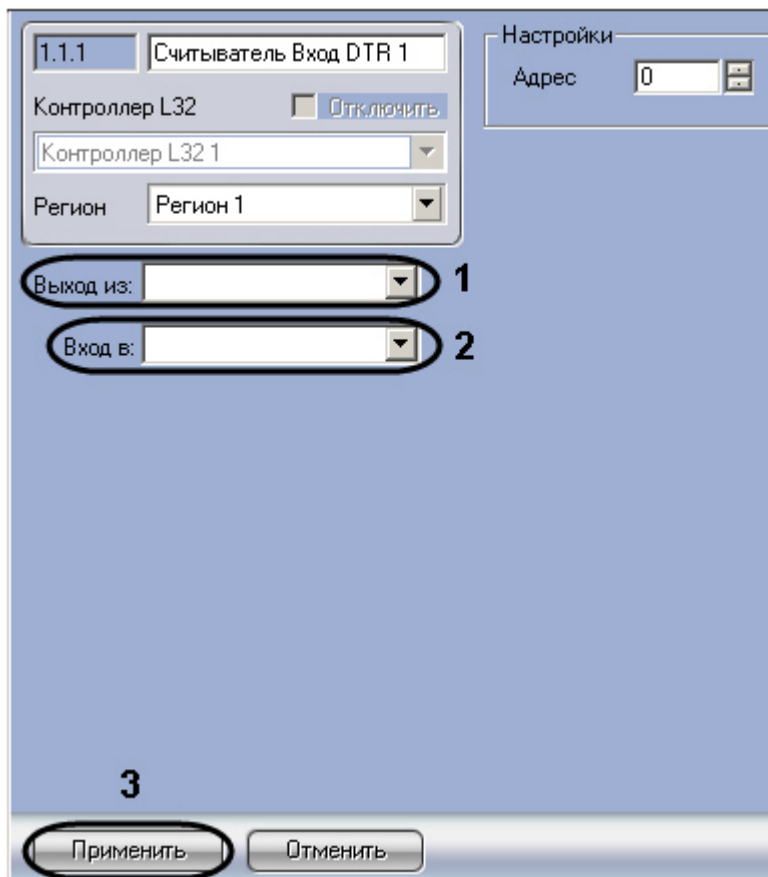 1.1.1 Считыватель Вход DTR 1
Контроллер L32 Отключить
Контроллер L32 1
Регион Регион 1
Настройки
Адрес 0
Выход из: 1
Вход в: 2
3
Применить Отменить